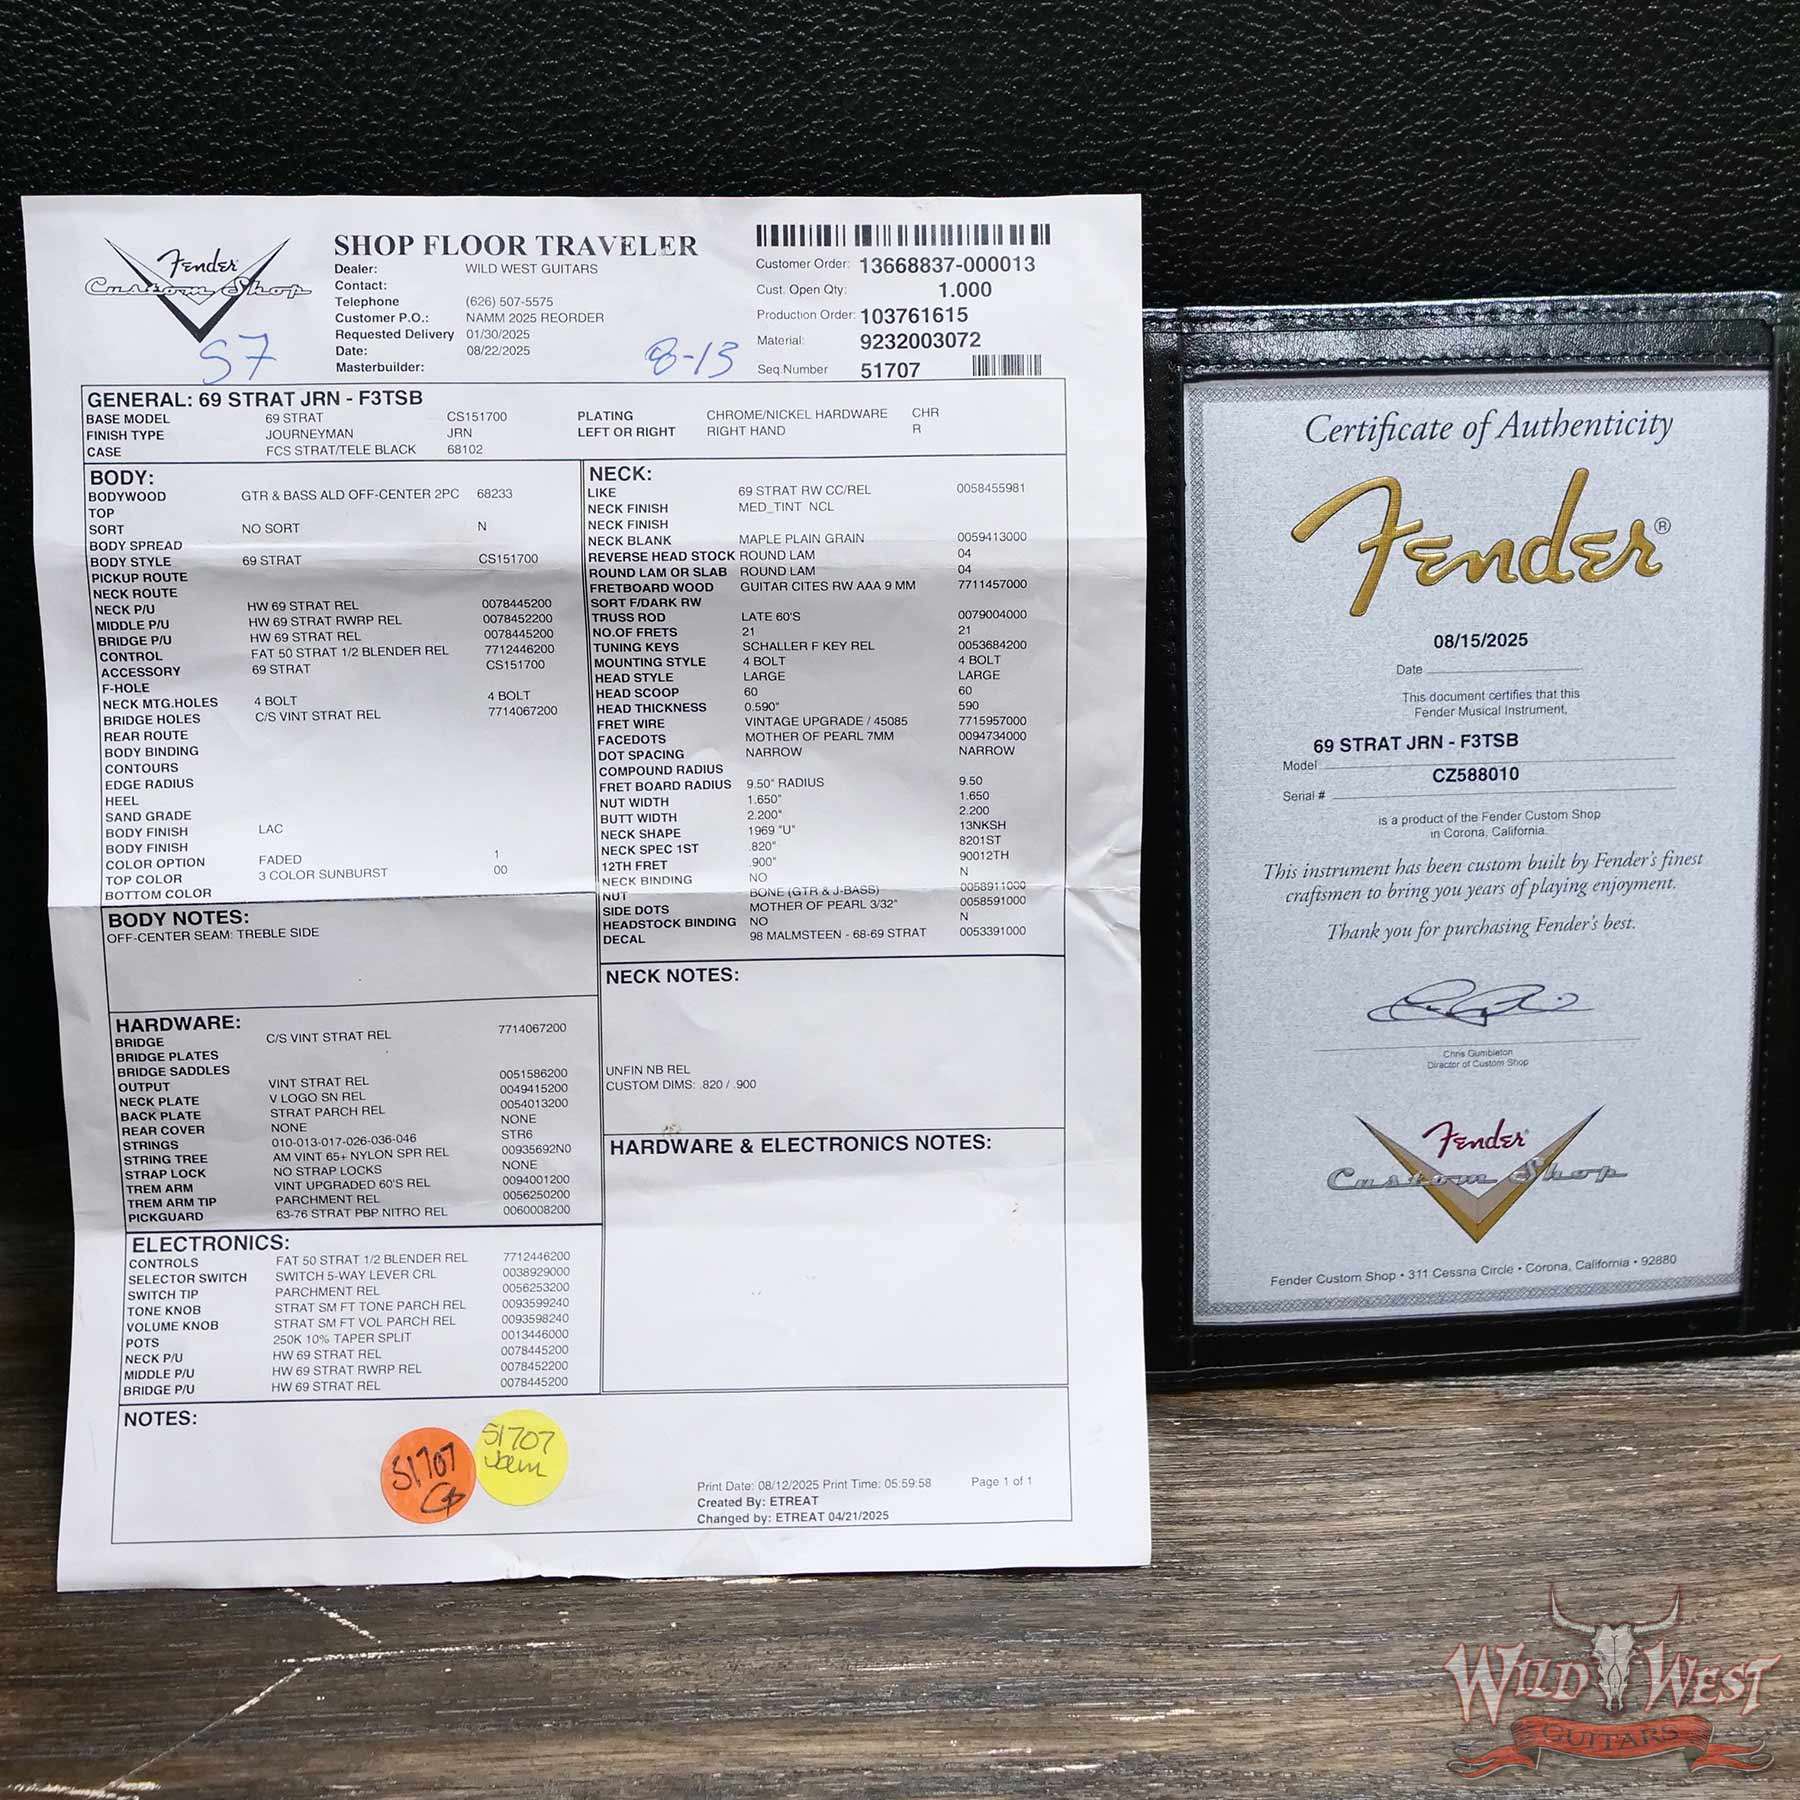 Fender
Custom Shop
S7
8-13
SHOP FLOOR TRAVELER
Dealer: WILD WEST GUITARS
Contact:
Telephone (626) 507-5575
Customer P.O.: NAMM 2025 REORDER
Requested Delivery 01/30/2025
Date: 08/22/2025
Masterbuilder:
Customer Order: 13668837-000013
Cust. Open Qty: 1.000
Production Order: 103761615
Material: 9232003072
Seq.Number 51707
GENERAL: 69 STRAT JRN - F3TSB
BASE MODEL 69 STRAT CS151700 PLATING CHROME/NICKEL HARDWARE CHR
FINISH TYPE JOURNEYMAN JRN LEFT OR RIGHT RIGHT HAND R
CASE FCS STRAT/TELE BLACK 68102
BODY:
BODYWOOD GTR & BASS ALD OFF-CENTER 2PC 68233
TOP
SORT NO SORT N
BODY SPREAD
BODY STYLE 69 STRAT CS151700
PICKUP ROUTE
NECK ROUTE
NECK P/U HW 69 STRAT REL 0078445200
MIDDLE P/U HW 69 STRAT RWRP REL 0078452200
BRIDGE P/U HW 69 STRAT REL 0078445200
CONTROL FAT 50 STRAT 1/2 BLENDER REL 7712446200
ACCESSORY 69 STRAT CS151700
F-HOLE
NECK MTG.HOLES 4 BOLT 4 BOLT
BRIDGE HOLES C/S VINT STRAT REL 7714067200
REAR ROUTE
BODY BINDING
CONTOURS
EDGE RADIUS
HEEL
SAND GRADE
BODY FINISH LAC
BODY FINISH
COLOR OPTION FADED 1
TOP COLOR 3 COLOR SUNBURST 00
BOTTOM COLOR
BODY NOTES:
OFF-CENTER SEAM: TREBLE SIDE
HARDWARE:
BRIDGE C/S VINT STRAT REL 7714067200
BRIDGE PLATES
BRIDGE SADDLES
OUTPUT VINT STRAT REL 0051586200
NECK PLATE V LOGO SN REL 0049415200
BACK PLATE STRAT PARCH REL 0054013200
REAR COVER NONE NONE
STRINGS 010-013-017-026-036-046 STR6
STRING TREE AM VINT 65+ NYLON SPR REL 00935692N0
STRAP LOCK NO STRAP LOCKS NONE
TREM ARM VINT UPGRADED 60'S REL 0094001200
TREM ARM TIP PARCHMENT REL 0056250200
PICKGUARD 63-76 STRAT PBP NITRO REL 0060008200
ELECTRONICS:
CONTROLS FAT 50 STRAT 1/2 BLENDER REL 7712446200
SELECTOR SWITCH SWITCH 5-WAY LEVER CRL 0038929000
SWITCH TIP PARCHMENT REL 0056253200
TONE KNOB STRAT SM FT TONE PARCH REL 0093599240
VOLUME KNOB STRAT SM FT VOL PARCH REL 0093598240
POTS 250K 10% TAPER SPLIT 0013446000
NECK P/U HW 69 STRAT REL 0078445200
MIDDLE P/U HW 69 STRAT RWRP REL 0078452200
BRIDGE P/U HW 69 STRAT REL 0078445200
NECK:
LIKE 69 STRAT RW CC/REL 0058455981
NECK FINISH MED_TINT NCL
NECK FINISH
NECK BLANK MAPLE PLAIN GRAIN 0059413000
REVERSE HEAD STOCK ROUND LAM 04
ROUND LAM OR SLAB ROUND LAM 04
FRETBOARD WOOD GUITAR CITES RW AAA 9 MM 7711457000
SORT F/DARK RW
TRUSS ROD LATE 60'S 0079004000
NO.OF FRETS 21 21
TUNING KEYS SCHALLER F KEY REL 0053684200
MOUNTING STYLE 4 BOLT 4 BOLT
HEAD STYLE LARGE LARGE
HEAD SCOOP 60 60
HEAD THICKNESS 0.590" 590
FRET WIRE VINTAGE UPGRADE / 45085 7715957000
FACEDOTS MOTHER OF PEARL 7MM 0094734000
DOT SPACING NARROW NARROW
COMPOUND RADIUS
FRET BOARD RADIUS 9.50" RADIUS 9.50
NUT WIDTH 1.650" 1.650
BUTT WIDTH 2.200" 2.200
NECK SHAPE 1969 "U" 13NKSH
NECK SPEC 1ST .820" 8201ST
12TH FRET .900" 90012TH
NECK BINDING NO N
NUT BONE (GTR & J-BASS) 0058911000
SIDE DOTS MOTHER OF PEARL 3/32" 0058591000
HEADSTOCK BINDING NO N
DECAL 98 MALMSTEEN - 68-69 STRAT 0053391000
NECK NOTES:
UNFIN NB REL
CUSTOM DIMS: .820 / .900
HARDWARE & ELECTRONICS NOTES:
NOTES:
51707
51707
Print Date: 08/12/2025 Print Time: 05:59:58 Page 1 of 1
Created By: ETREAT
Changed by: ETREAT 04/21/2025
Certificate of Authenticity
Fender®
08/15/2025
Date
This document certifies that this
Fender Musical Instrument,
69 STRAT JRN - F3TSB
Model
CZ588010
Serial #
is a product of the Fender Custom Shop
in Corona, California.
This instrument has been custom built by Fender's finest
craftsmen to bring you years of playing enjoyment.
Thank you for purchasing Fender's best.
Chris Gumbleton
Director of Custom Shop
Fender
Custom Shop
Fender Custom Shop • 311 Cessna Circle • Corona, California • 92880
WILD WEST
GUITARS